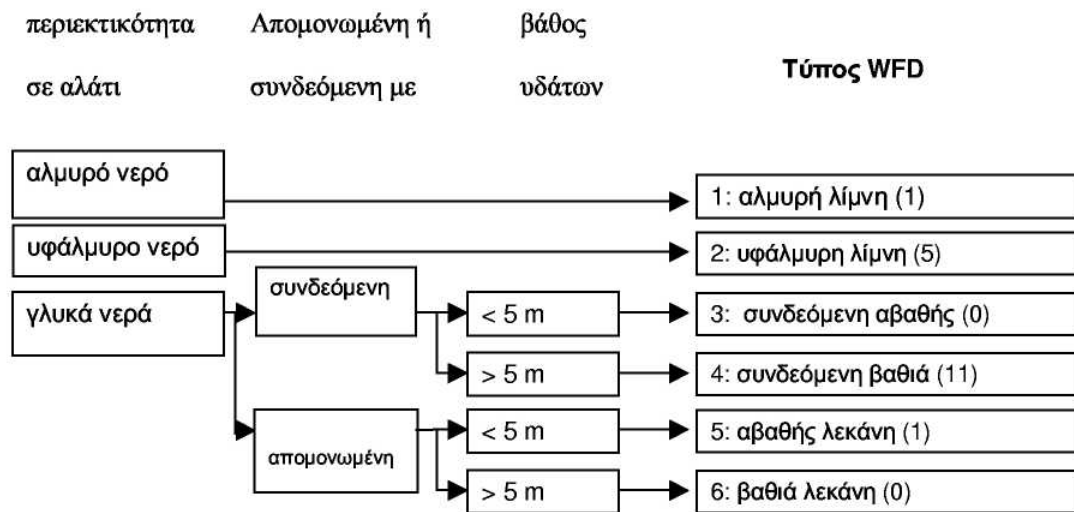 περιεκτικότητα Απομονωμένη ή βάθος
σε αλάτι συνδεόμενη με υδάτων
Τύπος WFD
αλμυρό νερό
1: αλμυρή λίμνη (1)
υφάλμυρο νερό
2: υφάλμυρη λίμνη (5)
γλυκά νερά
συνδεόμενη
< 5 m
3: συνδεόμενη αβαθής (0)
> 5 m
4: συνδεόμενη βαθιά (11)
απομονωμένη
< 5 m
5: αβαθής λεκάνη (1)
> 5 m
6: βαθιά λεκάνη (0)